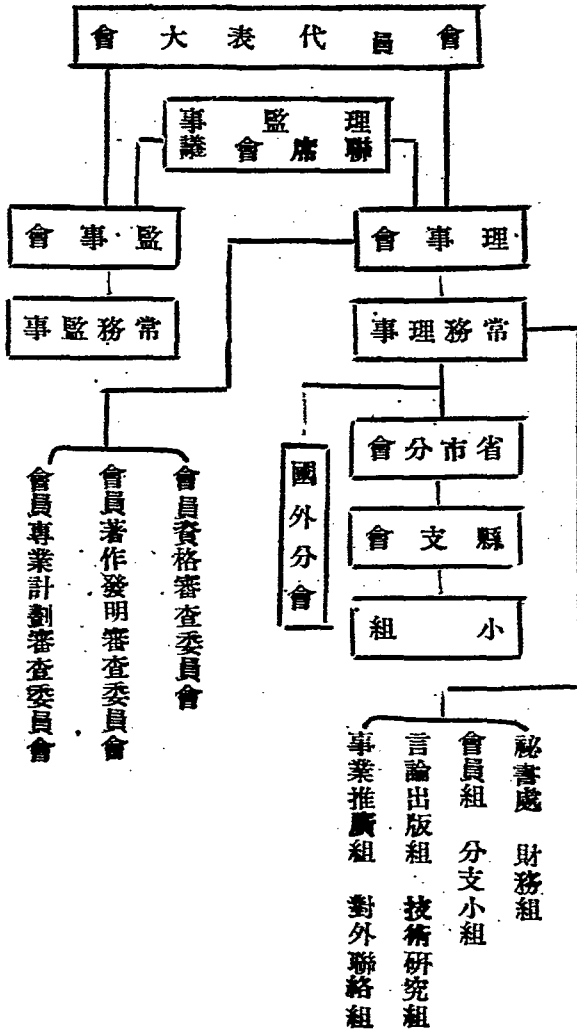 會員代表大會
理監事
聯席會議
理事會
監事會
常務理事
常務監事
省市分會
國外分會
縣支會
小組
會員資格審查委員會
會員著作發明審查委員會
會員專業計劃審查委員會
祕書處 財務組
會員組 分支小組
言論出版組 技術研究組
事業推廣組 對外聯絡組